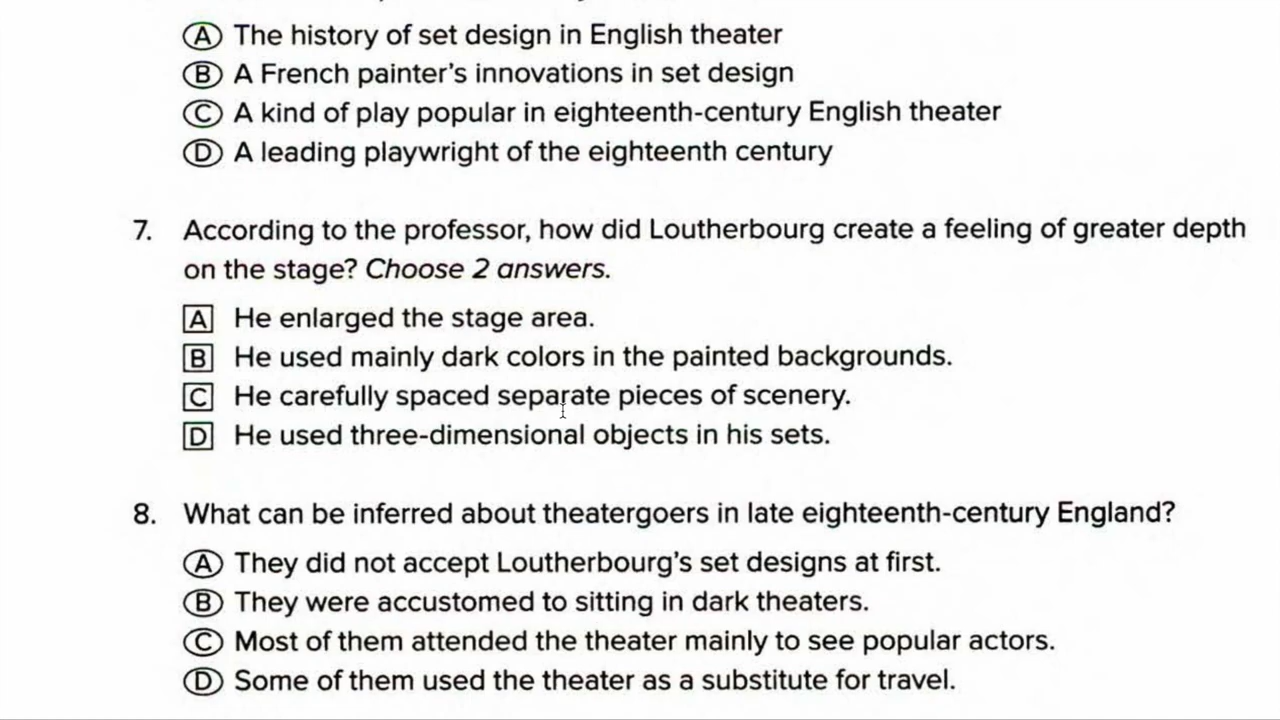 A The history of set design in English theater
B A French painter's innovations in set design
C A kind of play popular in eighteenth-century English theater
D A leading playwright of the eighteenth century
7. According to the professor, how did Loutherbourg create a feeling of greater depth
on the stage? Choose 2 answers.
A He enlarged the stage area.
B He used mainly dark colors in the painted backgrounds.
C He carefully spaced separate pieces of scenery.
D He used three-dimensional objects in his sets.
8. What can be inferred about theatergoers in late eighteenth-century England?
A They did not accept Loutherbourg's set designs at first.
B They were accustomed to sitting in dark theaters.
C Most of them attended the theater mainly to see popular actors.
D Some of them used the theater as a substitute for travel.